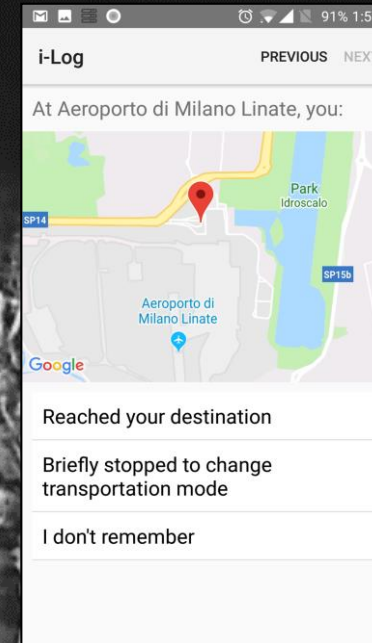 91% 1:5
i-Log
PREVIOUS NEXT
At Aeroporto di Milano Linate, you:
Park
Idroscalo
SP14
SP15b
Aeroporto di
Milano Linate
Google
Reached your destination
Briefly stopped to change
transportation mode
I don't remember